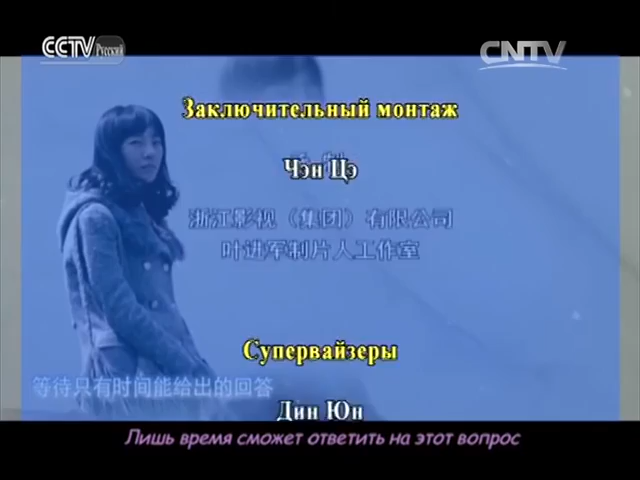 CCTV Русский
CNTV
Заключительный монтаж
Чэн Цэ
浙江影视（集团）有限公司
叶进军制片人工作室
Супервайзеры
等待只有时间能给出的回答
Дин Юн
Лишь время сможет ответить на этот вопрос